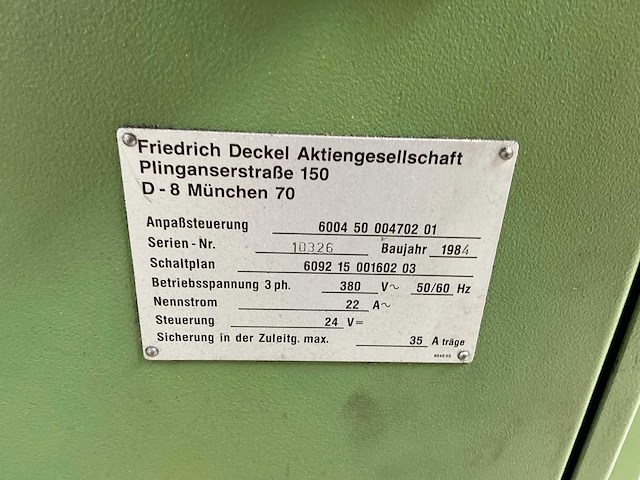 Friedrich Deckel Aktiengesellschaft
Plinganserstraße 150
D-8 München 70
Anpaßsteuerung 6004 50 004702 01
Serien-Nr. 10326 Baujahr 1984
Schaltplan 6092 15 001602 03
Betriebsspannung 3 ph. 380 V~ 50/60 Hz
Nennstrom 22 A~
Steuerung 24 V=
Sicherung in der Zuleitg. max. 35 A träge